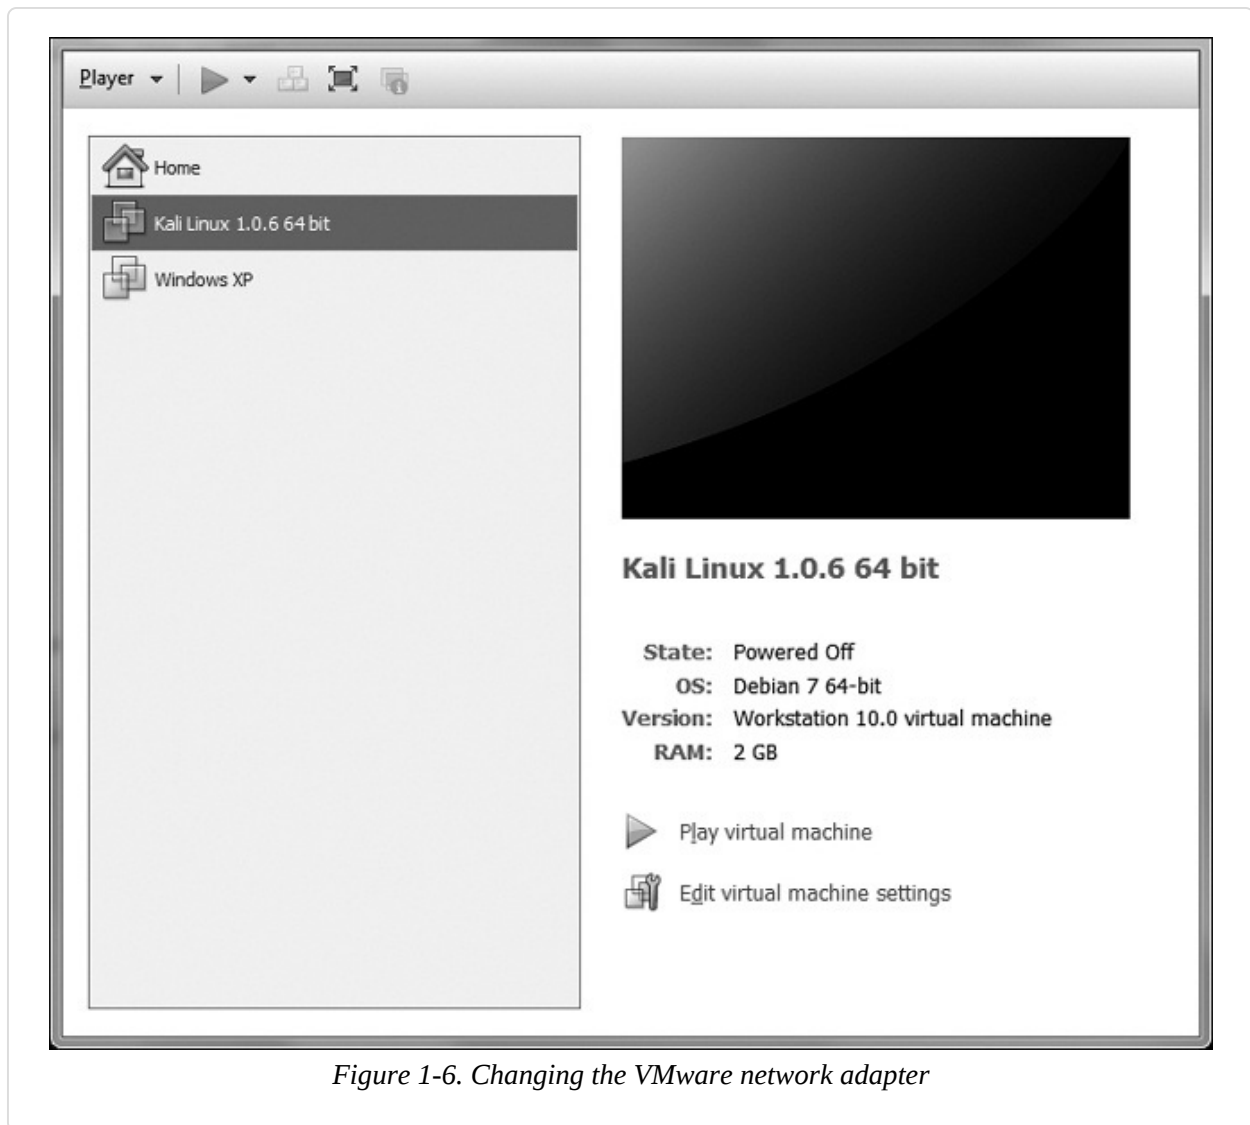 Player
Home
Kali Linux 1.0.6 64 bit
Windows XP
Kali Linux 1.0.6 64 bit
State: Powered Off
OS: Debian 7 64-bit
Version: Workstation 10.0 virtual machine
RAM: 2 GB
Play virtual machine
Edit virtual machine settings
Figure 1-6. Changing the VMware network adapter